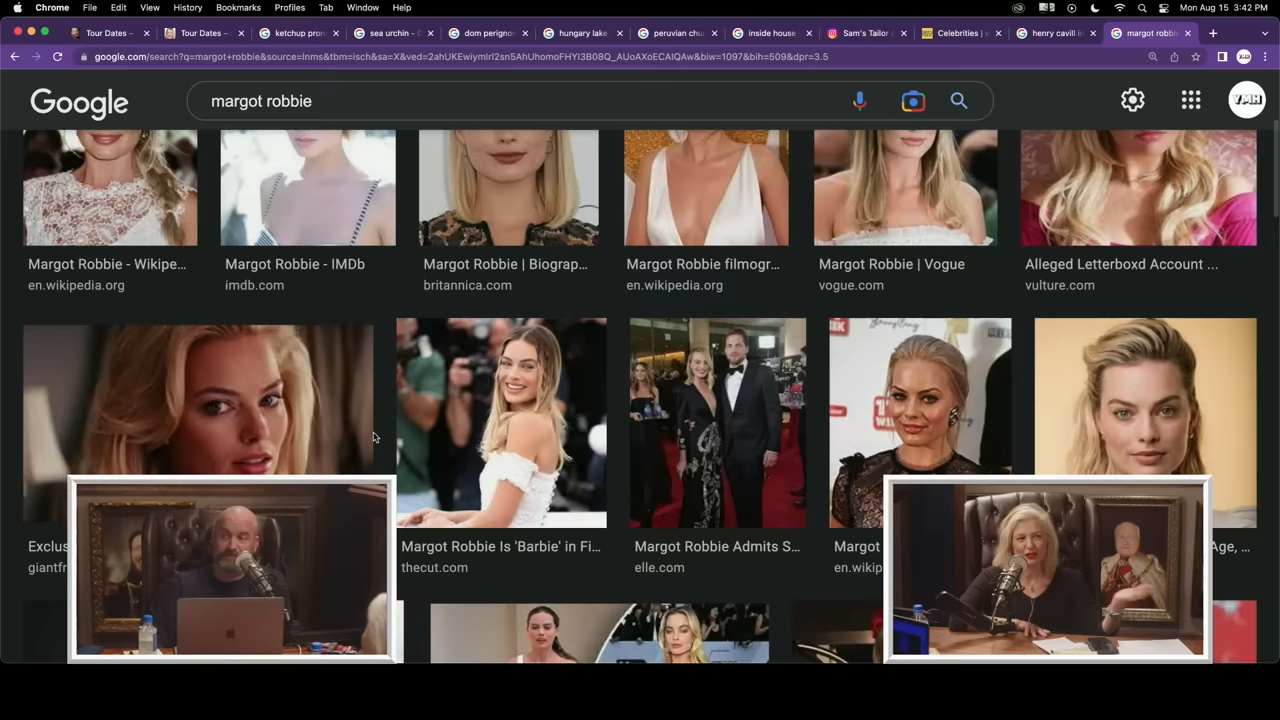 Chrome File Edit View History Bookmarks Profiles Tab Window Help Mon Aug 15 3:42 PM
Tour Dates – Tour Dates – ketchup pron sea urchin - dom perignon hungary lake peruvian chu inside house Sam's Tailor Celebrities | henry cavill i margot robbie
google.com/search?q=margot+robbie&source=lnms&tbm=isch&sa=X&ved=2ahUKEwiymIrI2sn5AhUhomoFHYI3B08Q_AUoAXoECAIQAw&biw=1097&bih=509&dpr=3.5
Google margot robbie YMH
Margot Robbie - Wikipe... Margot Robbie - IMDb Margot Robbie | Biograp... Margot Robbie filmogr... Margot Robbie | Vogue Alleged Letterboxd Account ...
en.wikipedia.org imdb.com britannica.com en.wikipedia.org vogue.com vulture.com
Exclus Margot Robbie Is 'Barbie' in Fi... Margot Robbie Admits S... Margot Age, ...
giantfr thecut.com elle.com en.wikip